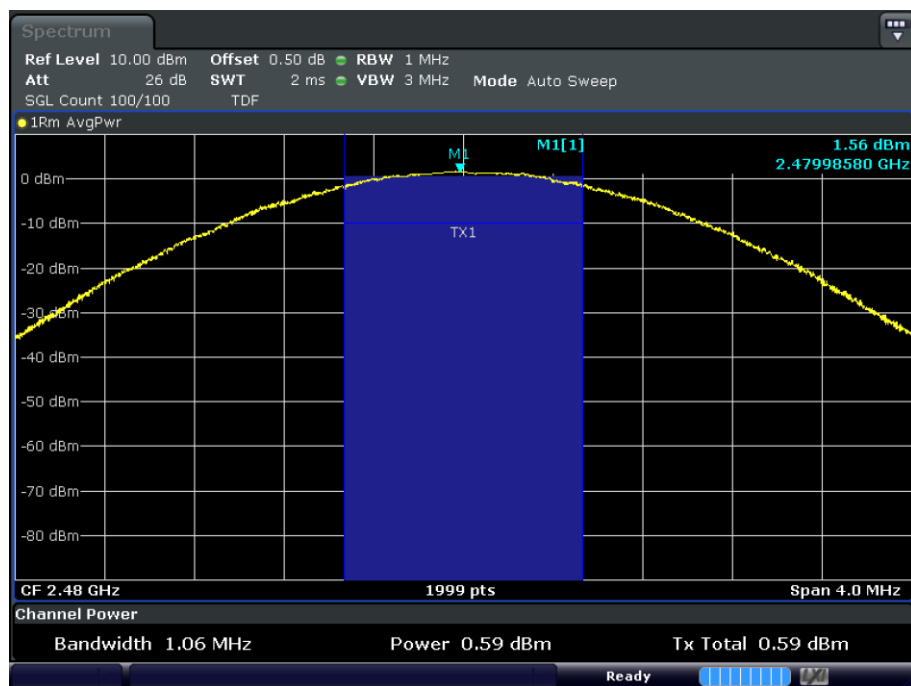 Spectrum
Ref Level 10.00 dBm Offset 0.50 dB RBW 1 MHz
Att 26 dB SWT 2 ms VBW 3 MHz Mode Auto Sweep
SGL Count 100/100 TDF
1Rm AvgPwr
M1[1] 1.56 dBm
2.47998580 GHz
M1
0 dBm
-10 dBm
TX1
-20 dBm
-30 dBm
-40 dBm
-50 dBm
-60 dBm
-70 dBm
-80 dBm
CF 2.48 GHz 1999 pts Span 4.0 MHz
Channel Power
Bandwidth 1.06 MHz Power 0.59 dBm Tx Total 0.59 dBm
Ready LXI